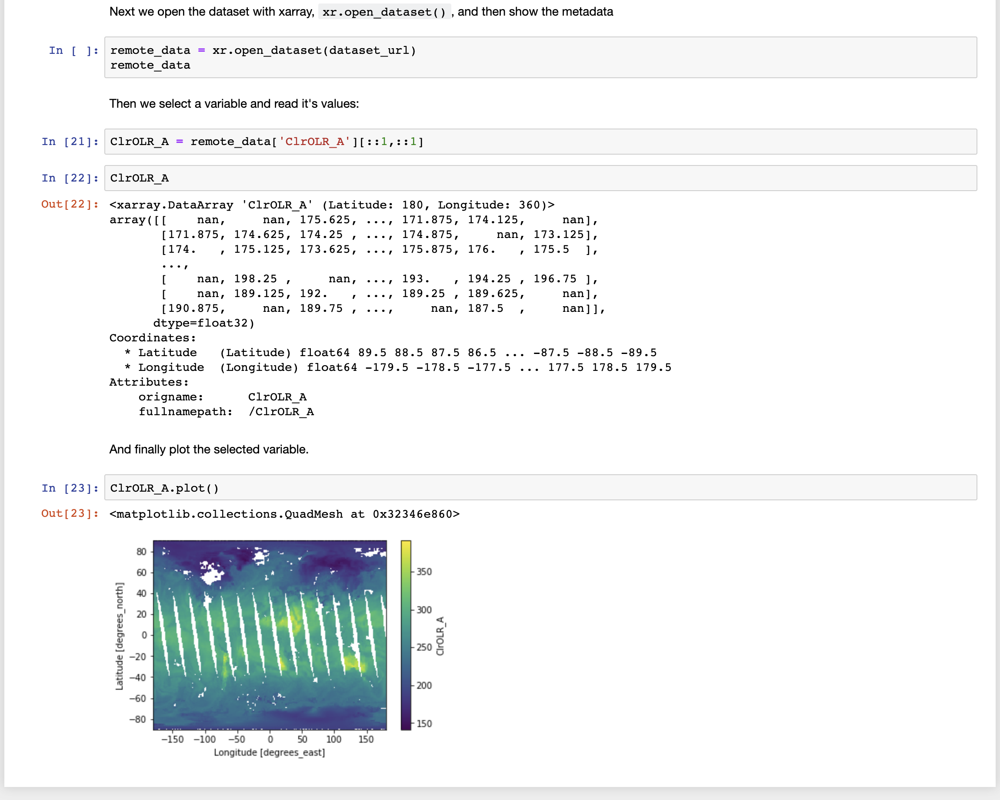 Next we open the dataset with xarray, xr.open_dataset() , and then show the metadata
In [ ]: remote_data = xr.open_dataset(dataset_url)
remote_data
Then we select a variable and read it's values:
In [21]: ClrOLR_A = remote_data['ClrOLR_A'][::1,::1]
In [22]: ClrOLR_A
Out[22]: <xarray.DataArray 'ClrOLR_A' (Latitude: 180, Longitude: 360)>
array([[    nan,     nan, 175.625, ..., 171.875, 174.125,     nan],
       [171.875, 174.625, 174.25 , ..., 174.875,     nan, 173.125],
       [174.   , 175.125, 173.625, ..., 175.875, 176.   , 175.5  ],
       ...,
       [    nan, 198.25 ,     nan, ..., 193.   , 194.25 , 196.75 ],
       [    nan, 189.125, 192.   , ..., 189.25 , 189.625,     nan],
       [190.875,     nan, 189.75 , ...,     nan, 187.5  ,     nan]],
      dtype=float32)
Coordinates:
  * Latitude   (Latitude) float64 89.5 88.5 87.5 86.5 ... -87.5 -88.5 -89.5
  * Longitude  (Longitude) float64 -179.5 -178.5 -177.5 ... 177.5 178.5 179.5
Attributes:
    origname:      ClrOLR_A
    fullnamepath:  /ClrOLR_A
And finally plot the selected variable.
In [23]: ClrOLR_A.plot()
Out[23]: <matplotlib.collections.QuadMesh at 0x32346e860>
Latitude [degrees_north]
80
60
40
20
0
−20
−40
−60
−80
−150 −100 −50 0 50 100 150
Longitude [degrees_east]
350
300
250
200
150
ClrOLR_A